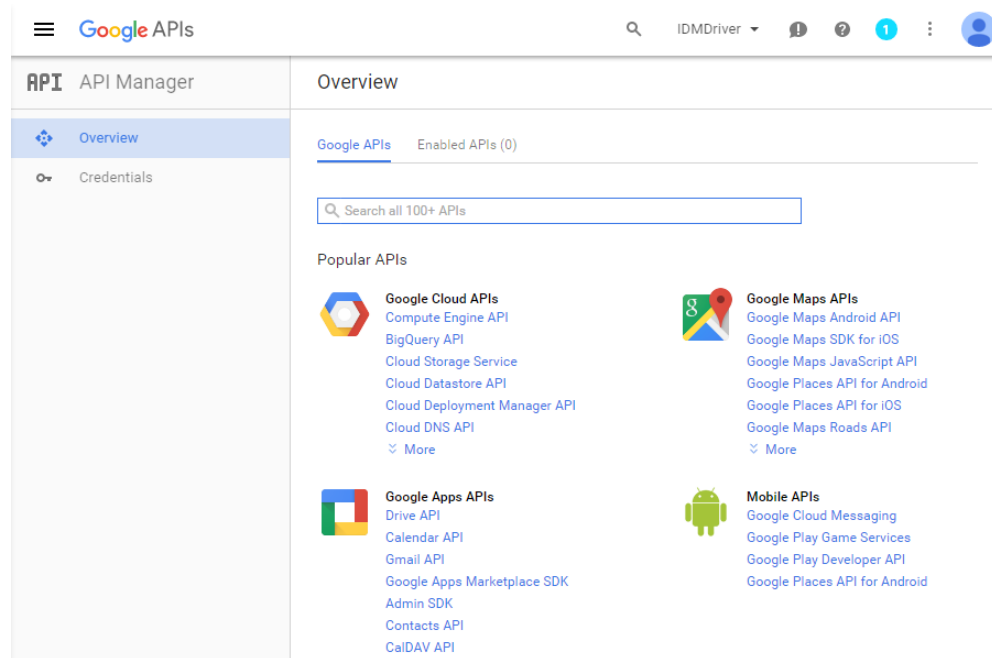 Google APIs
IDMDriver
1
API API Manager
Overview
Overview
Credentials
Google APIs
Enabled APIs (0)
Search all 100+ APIs
Popular APIs
Google Cloud APIs
Compute Engine API
BigQuery API
Cloud Storage Service
Cloud Datastore API
Cloud Deployment Manager API
Cloud DNS API
More
g
Google Maps APIs
Google Maps Android API
Google Maps SDK for iOS
Google Maps JavaScript API
Google Places API for Android
Google Places API for iOS
Google Maps Roads API
More
Google Apps APIs
Drive API
Calendar API
Gmail API
Google Apps Marketplace SDK
Admin SDK
Contacts API
CalDAV API
Mobile APIs
Google Cloud Messaging
Google Play Game Services
Google Play Developer API
Google Places API for Android